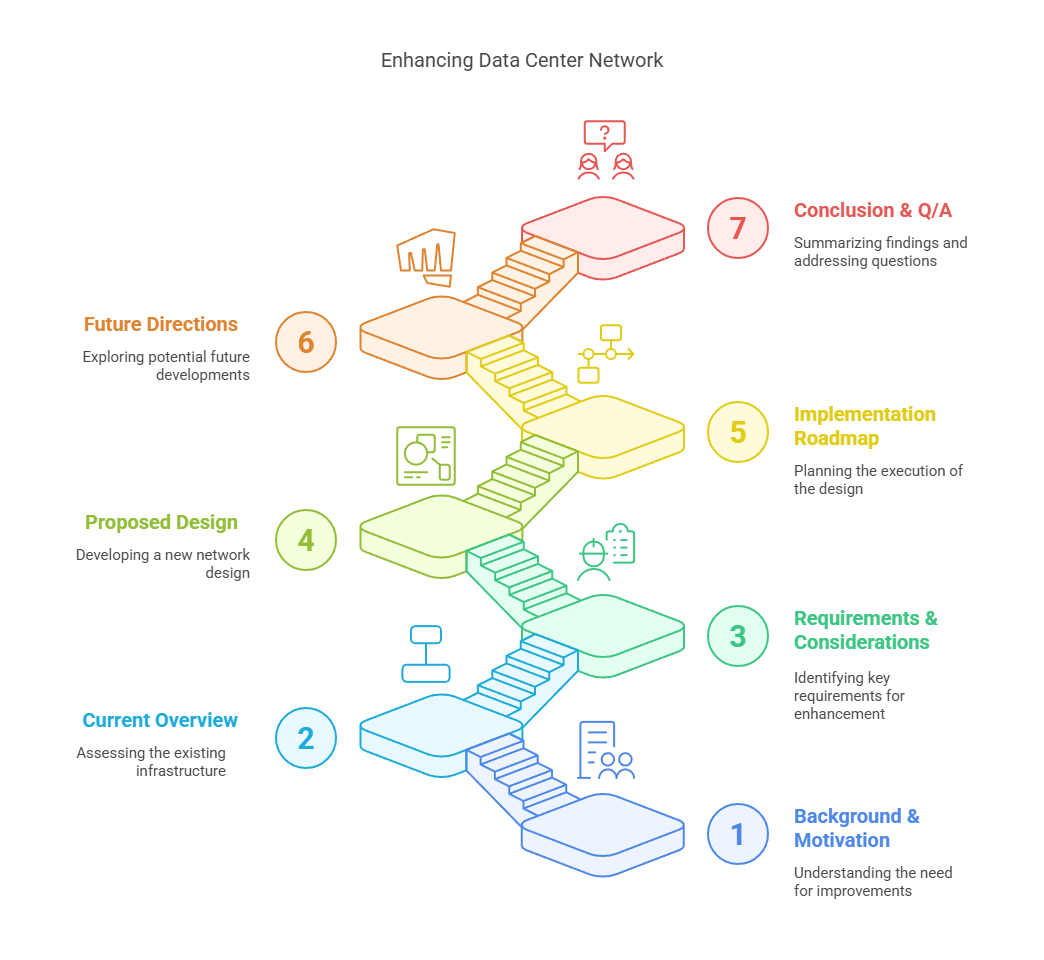 Enhancing Data Center Network
?
7
Conclusion & Q/A
Summarizing findings and
addressing questions
6
Future Directions
Exploring potential future
developments
5
Implementation
Roadmap
Planning the execution of
the design
4
Proposed Design
Developing a new network
design
3
Requirements &
Considerations
Identifying key
requirements for
enhancement
2
Current Overview
Assessing the existing
infrastructure
1
Background &
Motivation
Understanding the need
for improvements